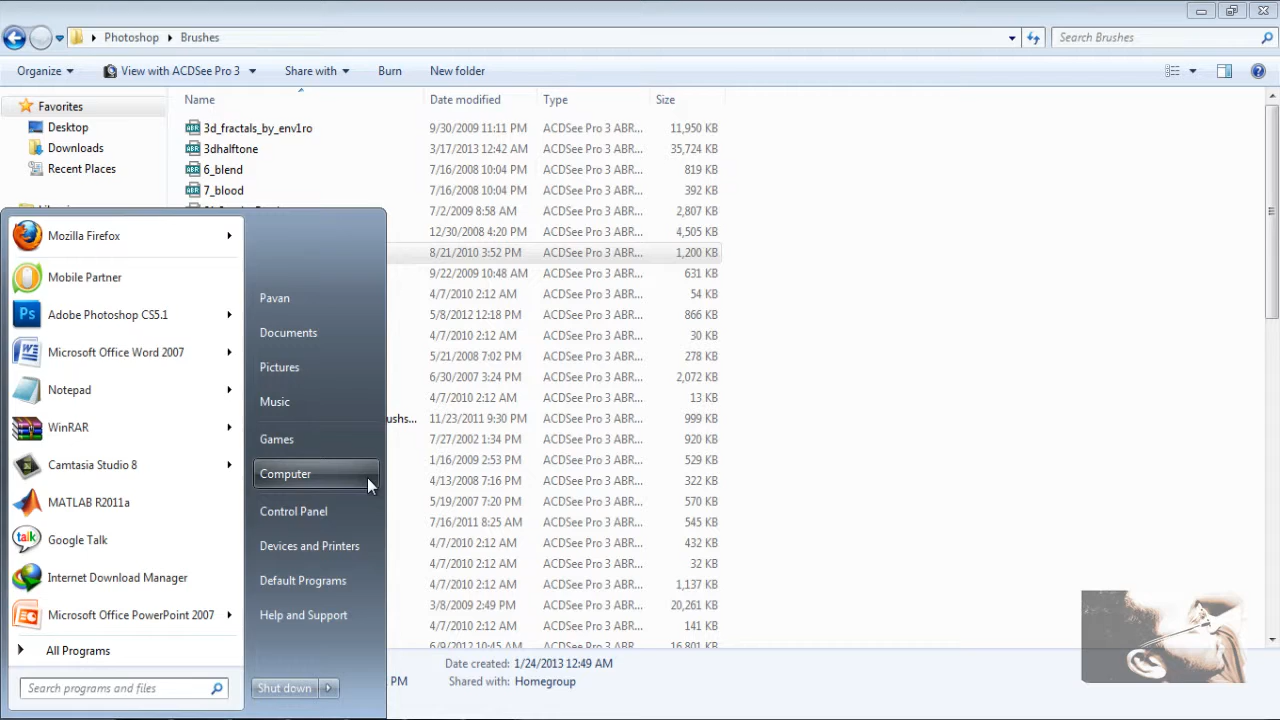 Photoshop Brushes
Search Brushes
Organize View with ACDSee Pro 3 Share with Burn New folder
Name Date modified Type Size
Favorites
Desktop
Downloads
Recent Places
3d_fractals_by_env1ro 9/30/2009 11:11 PM ACDSee Pro 3 ABR... 11,950 KB
3dhalftone 3/17/2013 12:42 AM ACDSee Pro 3 ABR... 35,724 KB
6_blend 7/16/2008 10:04 PM ACDSee Pro 3 ABR... 819 KB
7_blood 7/16/2008 10:04 PM ACDSee Pro 3 ABR... 392 KB
7/2/2009 8:58 AM ACDSee Pro 3 ABR... 2,807 KB
12/30/2008 4:20 PM ACDSee Pro 3 ABR... 4,505 KB
8/21/2010 3:52 PM ACDSee Pro 3 ABR... 1,200 KB
9/22/2009 10:48 AM ACDSee Pro 3 ABR... 631 KB
4/7/2010 2:12 AM ACDSee Pro 3 ABR... 54 KB
5/8/2012 12:18 PM ACDSee Pro 3 ABR... 866 KB
4/7/2010 2:12 AM ACDSee Pro 3 ABR... 30 KB
5/21/2008 7:02 PM ACDSee Pro 3 ABR... 278 KB
6/30/2007 3:24 PM ACDSee Pro 3 ABR... 2,072 KB
4/7/2010 2:12 AM ACDSee Pro 3 ABR... 13 KB
ushs... 11/23/2011 9:30 PM ACDSee Pro 3 ABR... 999 KB
7/27/2002 1:34 PM ACDSee Pro 3 ABR... 920 KB
1/16/2009 2:53 PM ACDSee Pro 3 ABR... 529 KB
4/13/2008 7:16 PM ACDSee Pro 3 ABR... 322 KB
5/19/2007 7:20 PM ACDSee Pro 3 ABR... 570 KB
7/16/2011 8:25 AM ACDSee Pro 3 ABR... 545 KB
4/7/2010 2:12 AM ACDSee Pro 3 ABR... 432 KB
4/7/2010 2:12 AM ACDSee Pro 3 ABR... 32 KB
4/7/2010 2:12 AM ACDSee Pro 3 ABR... 1,137 KB
3/8/2009 2:49 PM ACDSee Pro 3 ABR... 20,261 KB
4/7/2010 2:12 AM ACDSee Pro 3 ABR... 141 KB
6/9/2012 10:45 AM ACDSee Pro 3 ABR... 16,801 KB
Mozilla Firefox
Mobile Partner
Adobe Photoshop CS5.1
Microsoft Office Word 2007
Notepad
WinRAR
Camtasia Studio 8
MATLAB R2011a
Google Talk
Internet Download Manager
Microsoft Office PowerPoint 2007
All Programs
Search programs and files
Pavan
Documents
Pictures
Music
Games
Computer
Control Panel
Devices and Printers
Default Programs
Help and Support
Shut down
Date created: 1/24/2013 12:49 AM
PM Shared with: Homegroup